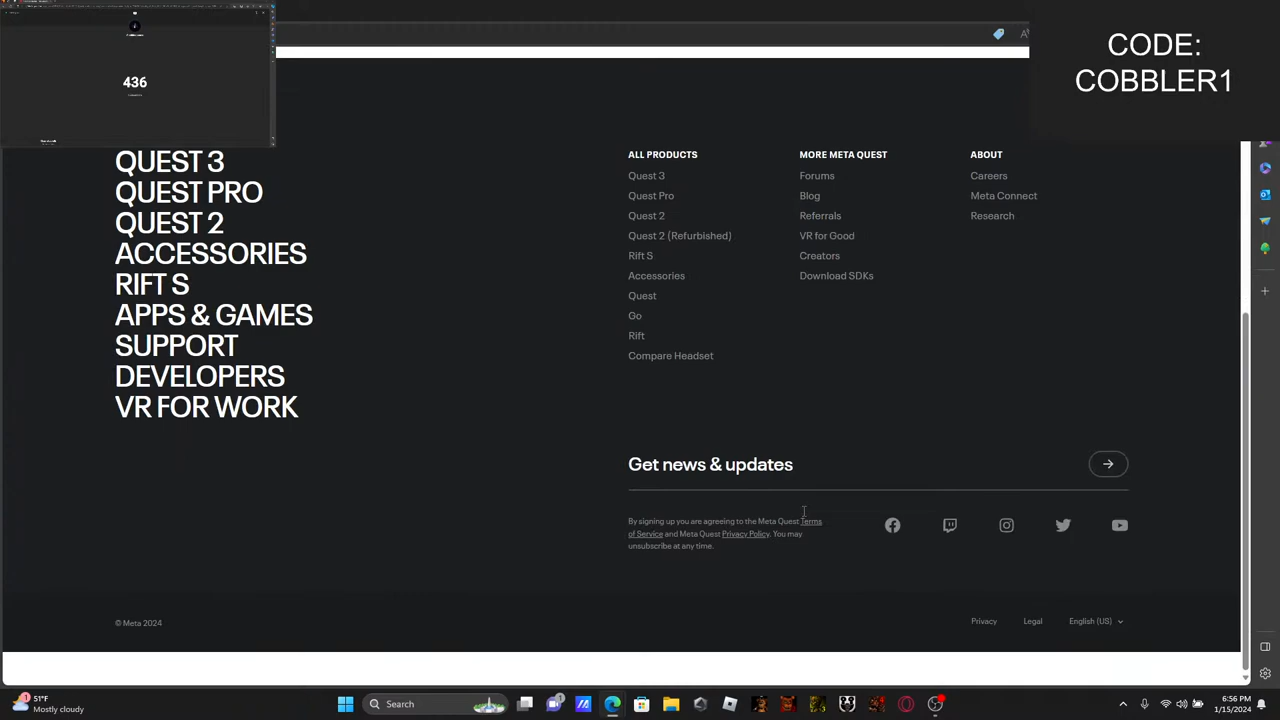 436
CODE:
COBBLER1
QUEST 3
QUEST PRO
QUEST 2
ACCESSORIES
RIFT S
APPS & GAMES
SUPPORT
DEVELOPERS
VR FOR WORK
ALL PRODUCTS
Quest 3
Quest Pro
Quest 2
Quest 2 (Refurbished)
Rift S
Accessories
Quest
Go
Rift
Compare Headset
MORE META QUEST
Forums
Blog
Referrals
VR for Good
Creators
Download SDKs
ABOUT
Careers
Meta Connect
Research
Get news & updates
By signing up you are agreeing to the Meta Quest Terms
of Service and Meta Quest Privacy Policy. You may
unsubscribe at any time.
© Meta 2024
Privacy
Legal
English (US)
1
51°F
Mostly cloudy
Search
1
6:56 PM
1/15/2024